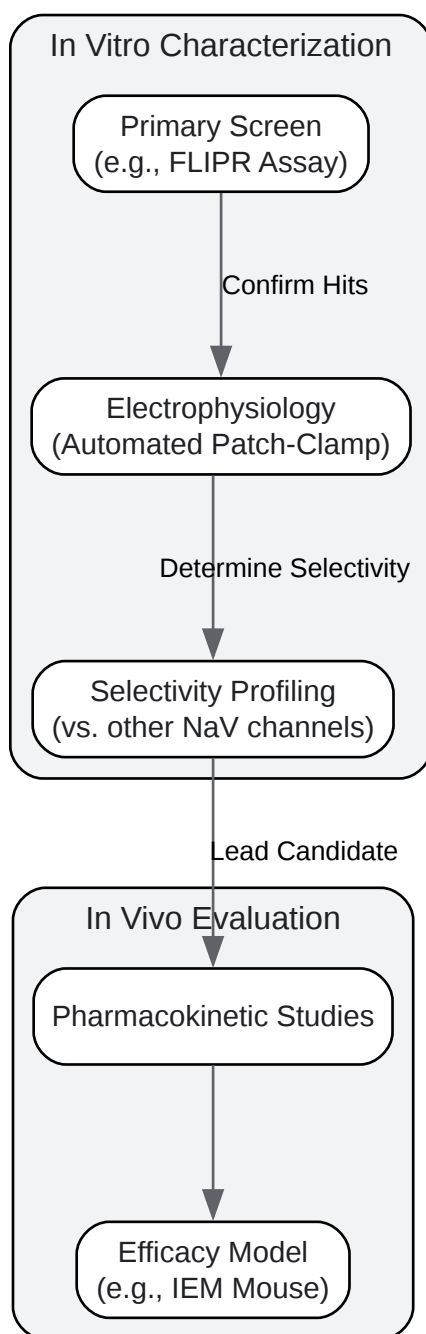 In Vitro Characterization
Primary Screen
(e.g., FLIPR Assay)
Confirm Hits
Electrophysiology
(Automated Patch-Clamp)
Determine Selectivity
Selectivity Profiling
(vs. other NaV channels)
Lead Candidate
In Vivo Evaluation
Pharmacokinetic Studies
Efficacy Model
(e.g., IEM Mouse)